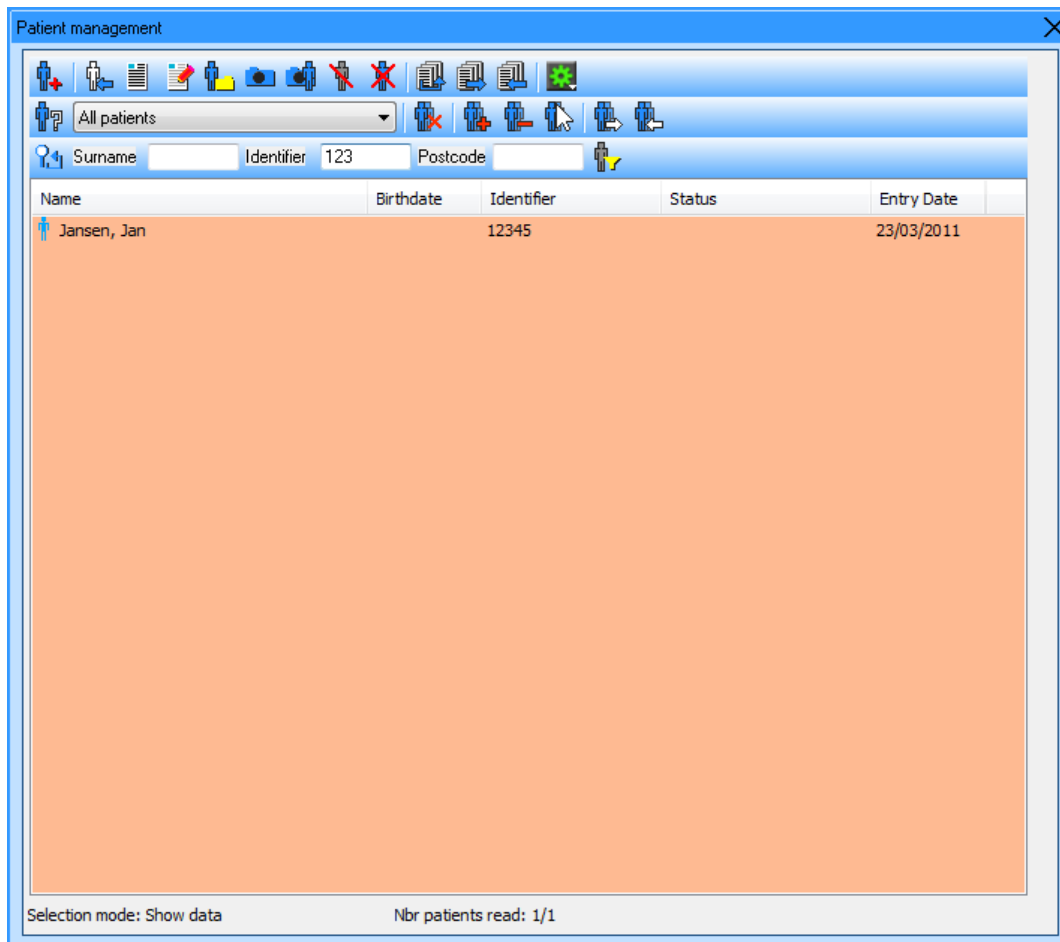 Patient management
All patients
Surname Identifier 123 Postcode
Name Birthdate Identifier Status Entry Date
Jansen, Jan 12345 23/03/2011
Selection mode: Show data Nbr patients read: 1/1